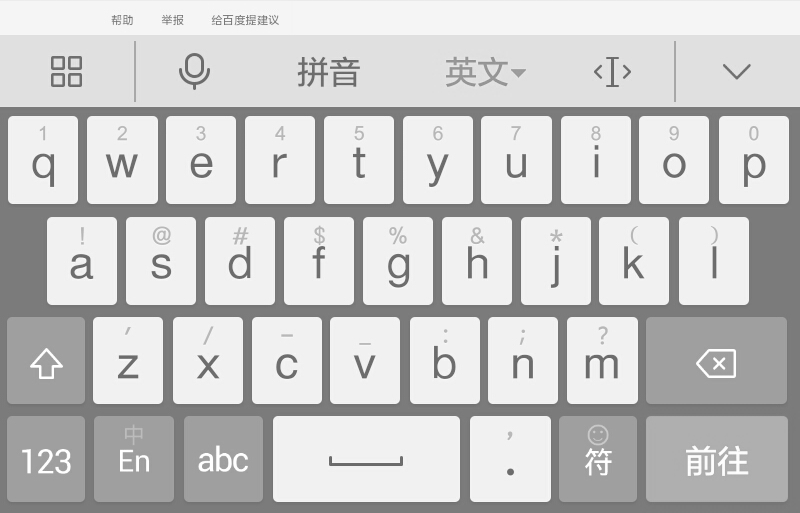 帮助 举报 给百度提建议
拼音 英文
1 2 3 4 5 6 7 8 9 0
q w e r t y u i o p
! @ # $ % & * ( )
a s d f g h j k l
' / - _ : ; ?
z x c v b n m
中 ,
123 En abc . 符 前往